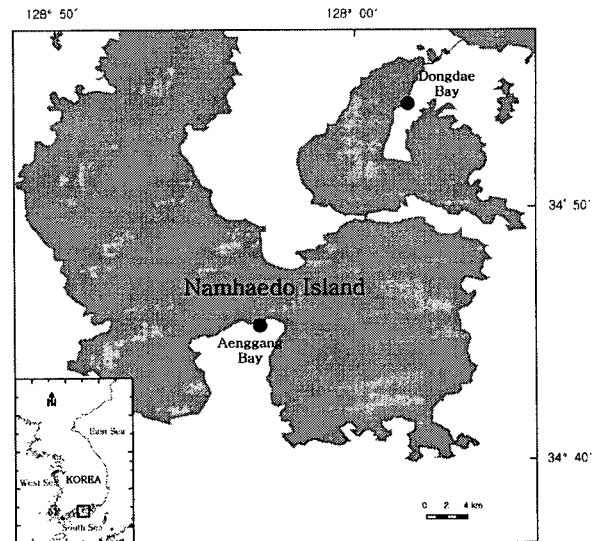 128° 50'
128° 00'
Dongdae
Bay
34° 50'
Namhaedo Island
Aenggang
Bay
N
East Sea
KOREA
West Sea
South Sea
34° 40'
0 2 4 km